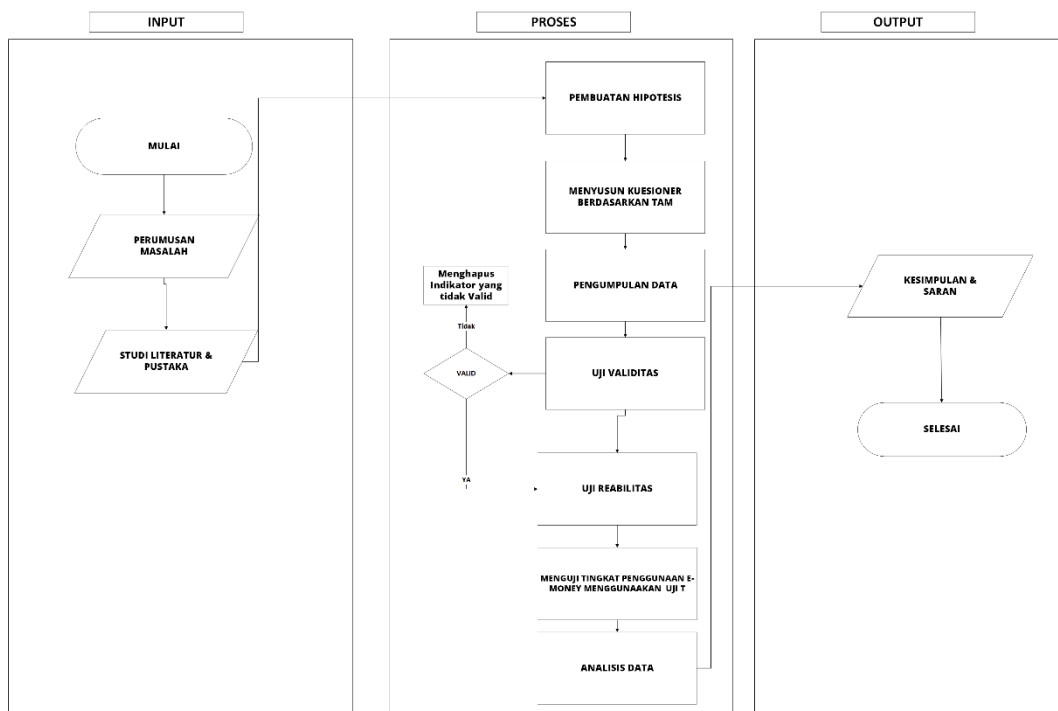 INPUT
PROSES
OUTPUT
MULAI
PERUMUSAN
MASALAH
STUDI LITERATUR &
PUSTAKA
PEMBUATAN HIPOTESIS
MENYUSUN KUESIONER
BERDASARKAN TAM
PENGUMPULAN DATA
Menghapus
Indikator yang
tidak Valid
Tidak
VALID
UJI VALIDITAS
YA
UJI REABILITAS
MENGUJI TINGKAT PENGGUNAAN E-
MONEY MENGGUNAAKAN UJI T
ANALISIS DATA
KESIMPULAN &
SARAN
SELESAI